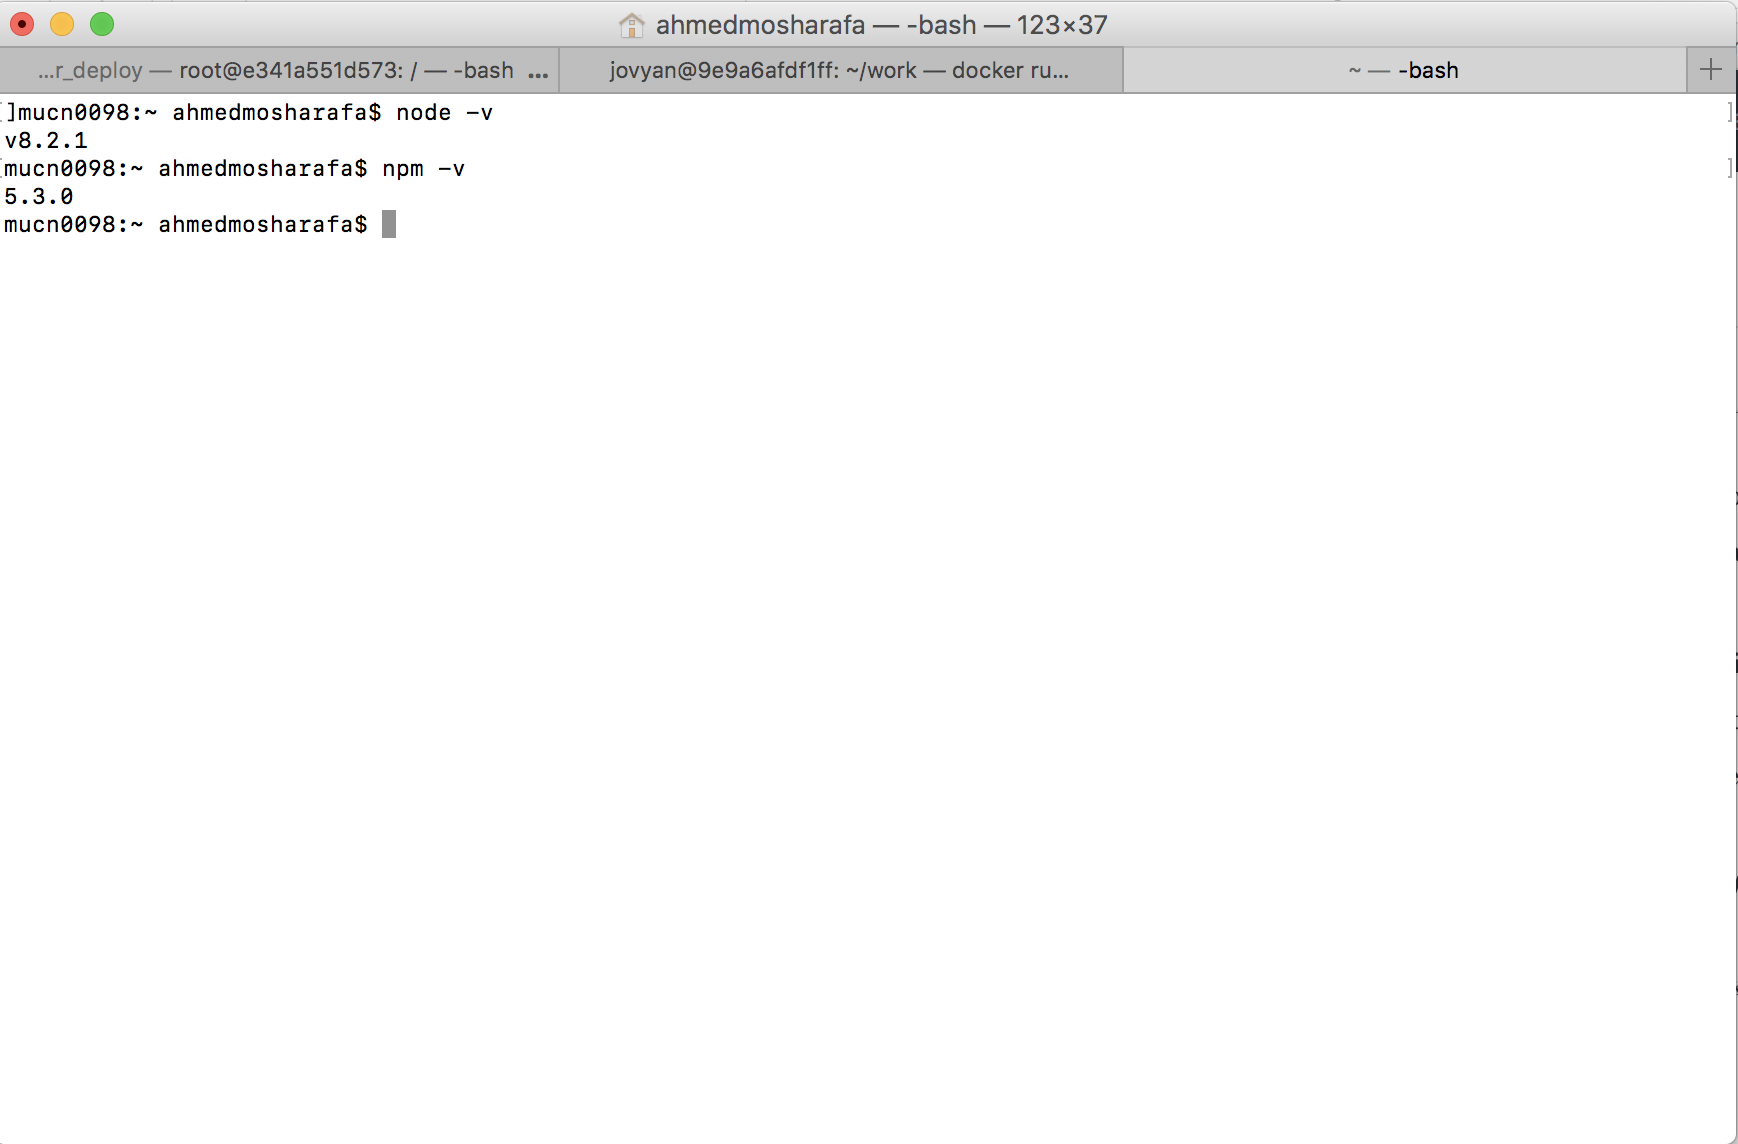 ahmedmosharafa — -bash — 123×37
...r_deploy — root@e341a551d573: / — -bash ...
jovyan@9e9a6afdf1ff: ~/work — docker ru...
~ — -bash
[]mucn0098:~ ahmedmosharafa$ node -v ]
v8.2.1
[mucn0098:~ ahmedmosharafa$ npm -v ]
5.3.0
mucn0098:~ ahmedmosharafa$